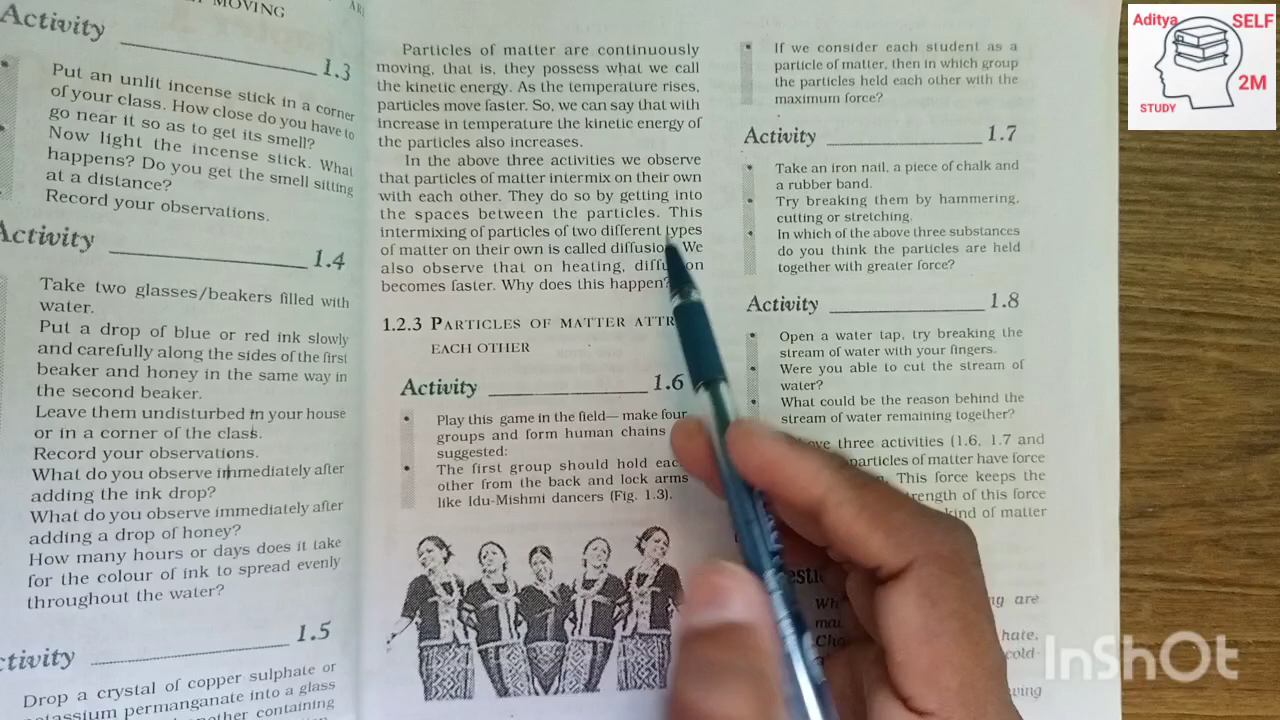 MOVING
Activity 1.3
Put an unlit incense stick in a corner
of your class. How close do you have to
go near it so as to get its smell?
Now light the incense stick. What
happens? Do you get the smell sitting
at a distance?
Record your observations.
Activity 1.4
Take two glasses/beakers filled with
water.
Put a drop of blue or red ink slowly
and carefully along the sides of the first
beaker and honey in the same way in
the second beaker.
Leave them undisturbed in your house
or in a corner of the class.
Record your observations.
What do you observe immediately after
adding the ink drop?
What do you observe immediately after
adding a drop of honey?
How many hours or days does it take
for the colour of ink to spread evenly
throughout the water?
ctivity 1.5
Drop a crystal of copper sulphate or
otassium permanganate into a glass
another containing
Particles of matter are continuously
moving, that is, they possess what we call
the kinetic energy. As the temperature rises,
particles move faster. So, we can say that with
increase in temperature the kinetic energy of
the particles also increases.
In the above three activities we observe
that particles of matter intermix on their own
with each other. They do so by getting into
the spaces between the particles. This
intermixing of particles of two different types
of matter on their own is called diffusion. We
also observe that on heating, diffusion
becomes faster. Why does this happen?
1.2.3 PARTICLES OF MATTER ATTR
EACH OTHER
Activity 1.6
• Play this game in the field— make four
groups and form human chains
suggested:
• The first group should hold each
other from the back and lock arms
like Idu-Mishmi dancers (Fig. 1.3).
• If we consider each student as a
particle of matter, then in which group
the particles held each other with the
maximum force?
Activity 1.7
• Take an iron nail, a piece of chalk and
a rubber band.
• Try breaking them by hammering,
cutting or stretching.
• In which of the above three substances
do you think the particles are held
together with greater force?
Activity 1.8
• Open a water tap, try breaking the
stream of water with your fingers.
• Were you able to cut the stream of
water?
• What could be the reason behind the
stream of water remaining together?
three activities (1.6, 1.7 and
particles of matter have force
This force keeps the
rength of this force
kind of matter
ng are
hate,
cold-
ving
Aditya SELF
2M
STUDY
InShOt